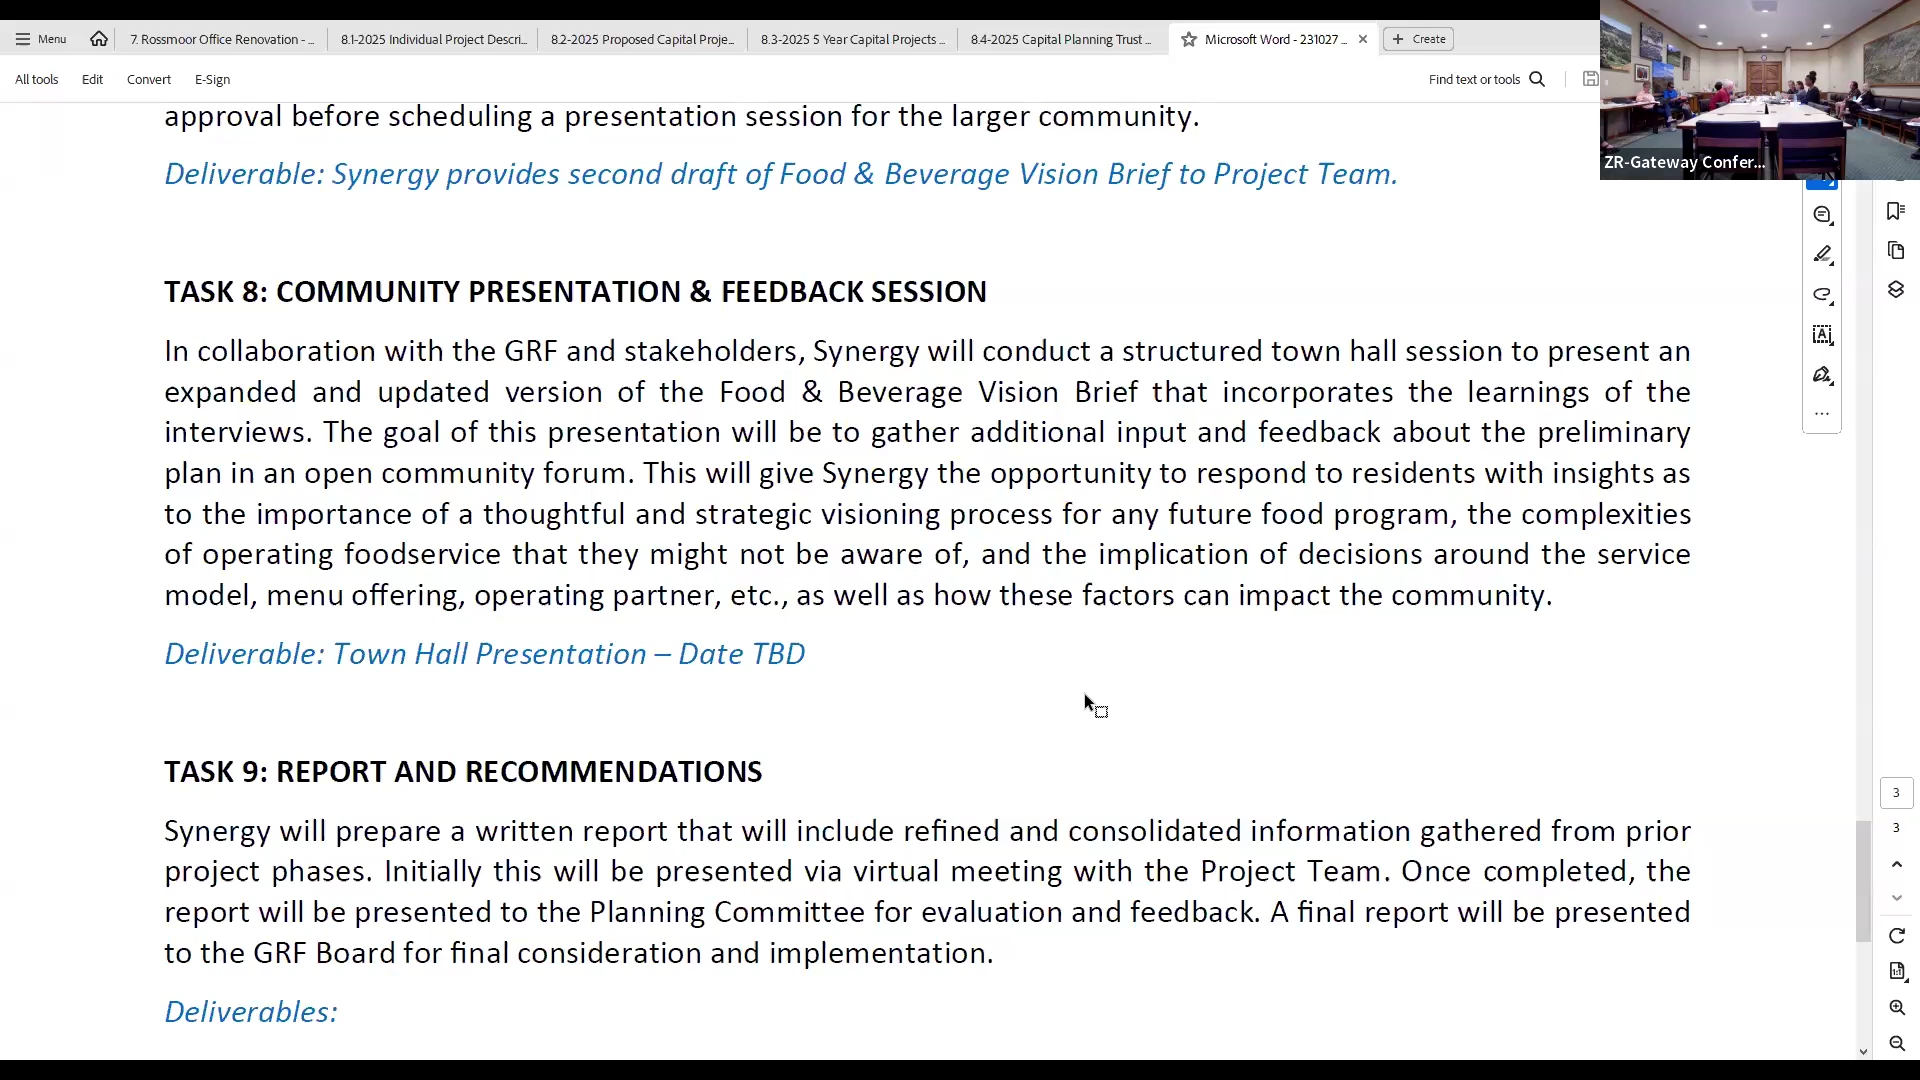 Menu
7. Rossmoor Office Renovation - ...
8.1-2025 Individual Project Descri...
8.2-2025 Proposed Capital Proje...
8.3-2025 5 Year Capital Projects ...
8.4-2025 Capital Planning Trust ...
Microsoft Word - 231027 ...
Create
All tools
Edit
Convert
E-Sign
Find text or tools
ZR-Gateway Confer...
approval before scheduling a presentation session for the larger community.
Deliverable: Synergy provides second draft of Food & Beverage Vision Brief to Project Team.
TASK 8: COMMUNITY PRESENTATION & FEEDBACK SESSION
In collaboration with the GRF and stakeholders, Synergy will conduct a structured town hall session to present an
expanded and updated version of the Food & Beverage Vision Brief that incorporates the learnings of the
interviews. The goal of this presentation will be to gather additional input and feedback about the preliminary
plan in an open community forum. This will give Synergy the opportunity to respond to residents with insights as
to the importance of a thoughtful and strategic visioning process for any future food program, the complexities
of operating foodservice that they might not be aware of, and the implication of decisions around the service
model, menu offering, operating partner, etc., as well as how these factors can impact the community.
Deliverable: Town Hall Presentation – Date TBD
TASK 9: REPORT AND RECOMMENDATIONS
Synergy will prepare a written report that will include refined and consolidated information gathered from prior
project phases. Initially this will be presented via virtual meeting with the Project Team. Once completed, the
report will be presented to the Planning Committee for evaluation and feedback. A final report will be presented
to the GRF Board for final consideration and implementation.
Deliverables:
3
3